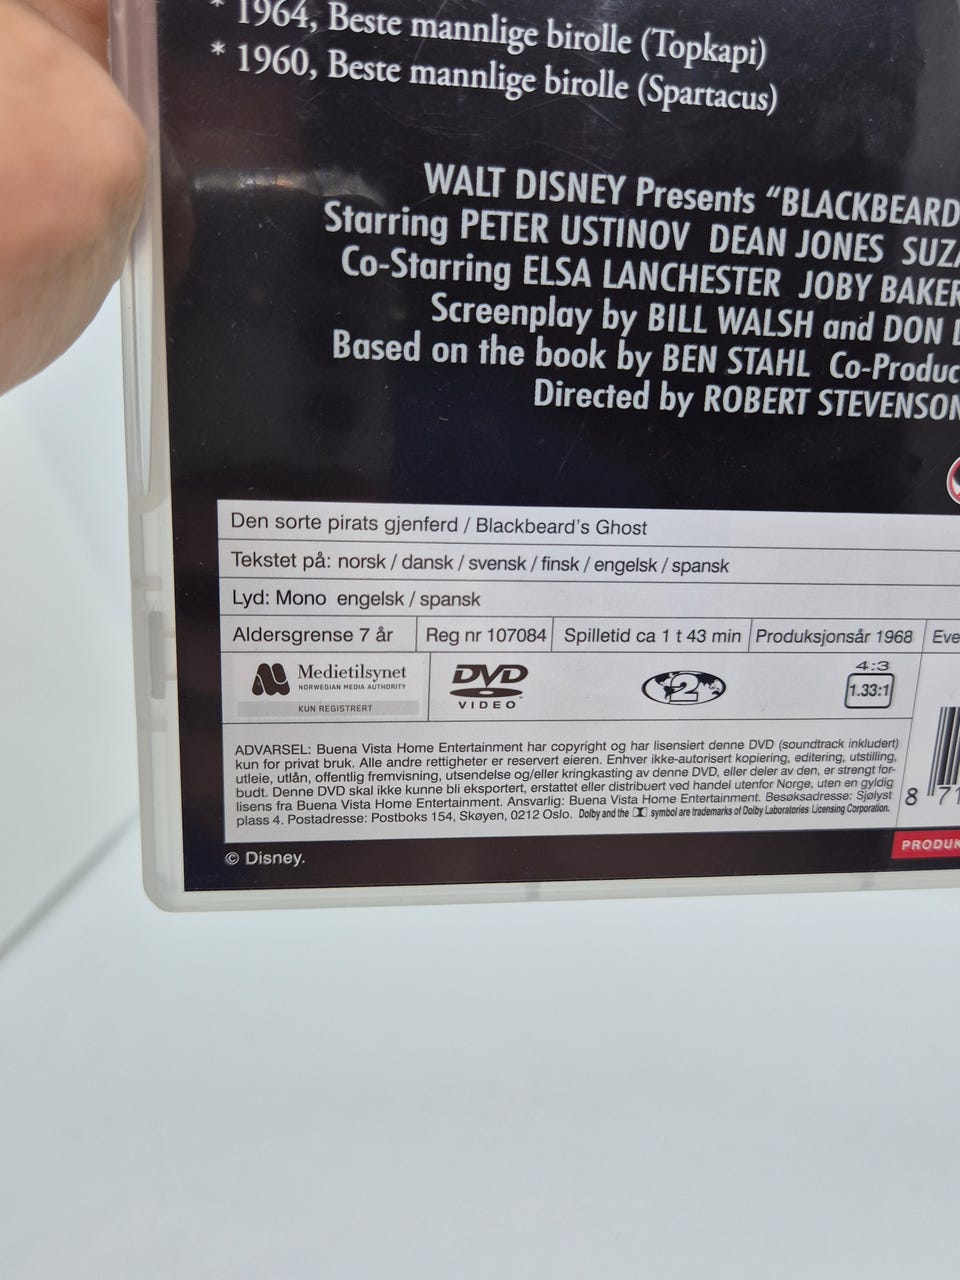 * 1964, Beste mannlige birolle (Topkapi)
* 1960, Beste mannlige birolle (Spartacus)
WALT DISNEY Presents “BLACKBEARD
Starring PETER USTINOV DEAN JONES SUZA
Co-Starring ELSA LANCHESTER JOBY BAKER
Screenplay by BILL WALSH and DON
Based on the book by BEN STAHL Co-Produc
Directed by ROBERT STEVENSON
Den sorte pirats gjenferd / Blackbeard's Ghost
Tekstet på: norsk / dansk / svensk / finsk / engelsk / spansk
Lyd: Mono engelsk / spansk
Aldersgrense 7 år Reg nr 107084 Spilletid ca 1 t 43 min Produksjonsår 1968 Eve
Medietilsynet
NORWEGIAN MEDIA AUTHORITY
KUN REGISTRERT
DVD
VIDEO
2
4:3
1.33:1
ADVARSEL: Buena Vista Home Entertainment har copyright og har lisensiert denne DVD (soundtrack inkludert)
kun for privat bruk. Alle andre rettigheter er reservert eieren. Enhver ikke-autorisert kopiering, editering, utstilling,
utleie, utlån, offentlig fremvisning, utsendelse og/eller kringkasting av denne DVD, eller deler av den, er strengt for-
budt. Denne DVD skal ikke kunne bli eksportert, erstattet eller distribuert ved handel utenfor Norge, uten en gyldig
lisens fra Buena Vista Home Entertainment. Ansvarlig: Buena Vista Home Entertainment. Besøksadresse: Sjølyst
plass 4. Postadresse: Postboks 154, Skøyen, 0212 Oslo. Dolby and the symbol are trademarks of Dolby Laboratories Licensing Corporation.
8 71
PRODUK
© Disney.